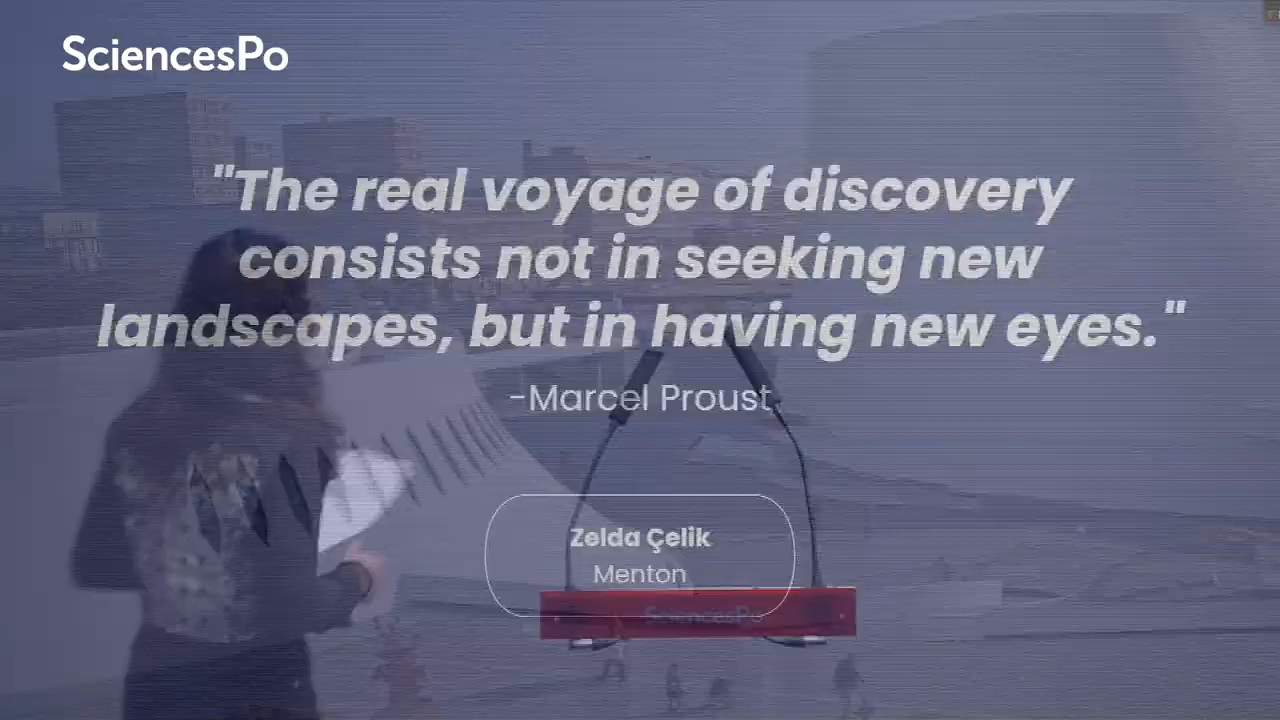 SciencesPo
"The real voyage of discovery
consists not in seeking new
landscapes, but in having new eyes."
-Marcel Proust
Zelda Çelik
Menton
SciencesPo